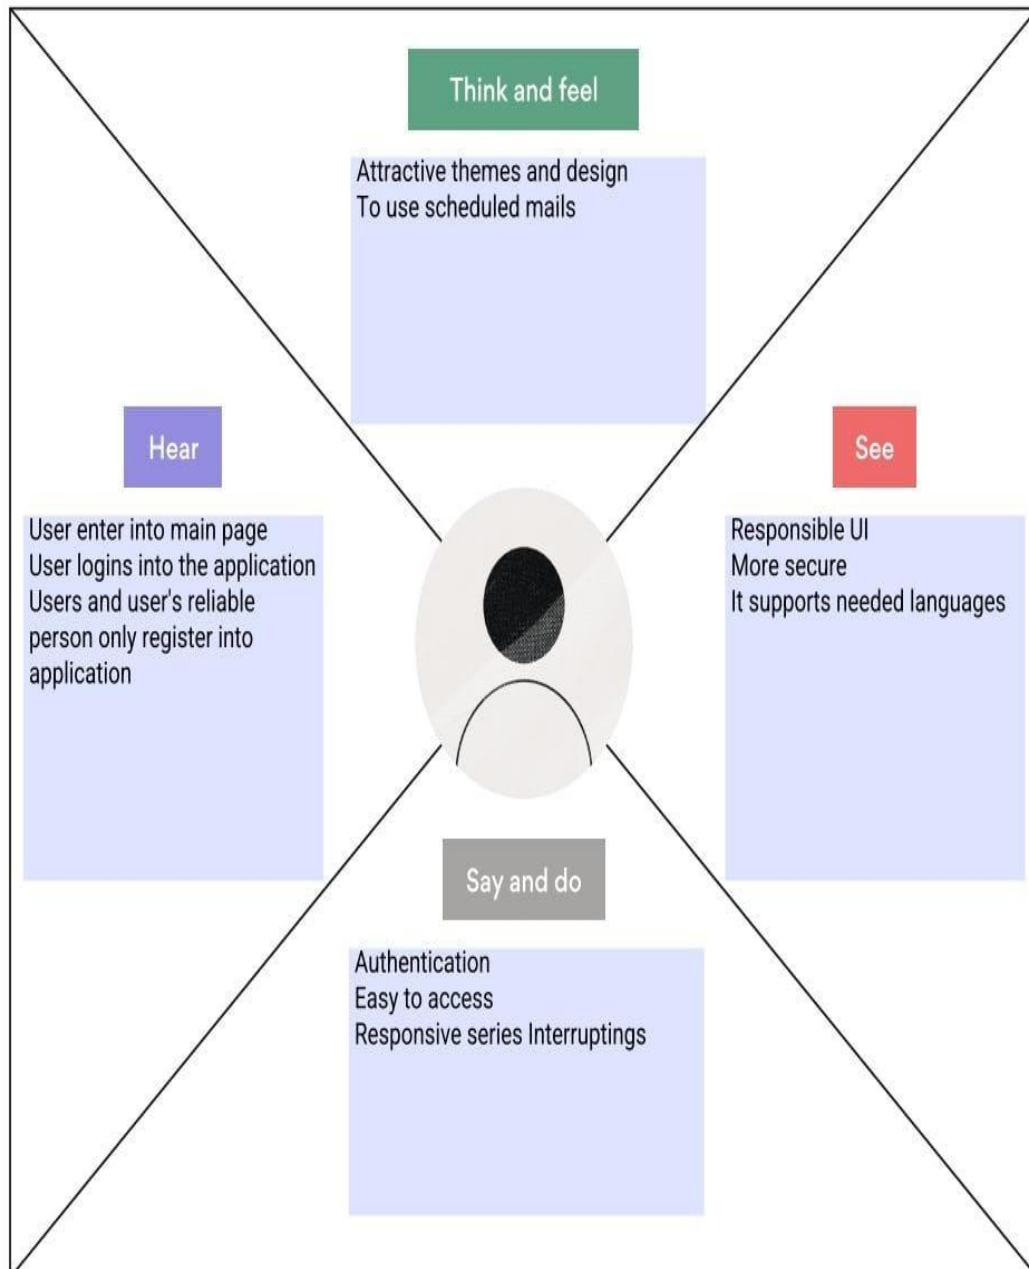 Think and feel
Attractive themes and design
To use scheduled mails
Hear
User enter into main page
User logins into the application
Users and user's reliable
person only register into
application
See
Responsible UI
More secure
It supports needed languages
Say and do
Authentication
Easy to access
Responsive series Interruptings